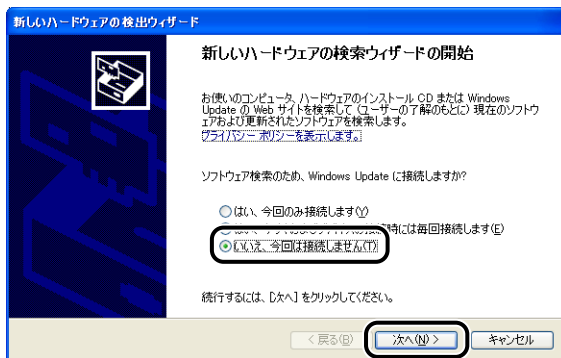 新しいハードウェアの検出ウィザード
新しいハードウェアの検索ウィザードの開始
お使いのコンピュータ、ハードウェアのインストール CD または Windows
Update の Web サイトを検索して (ユーザーの了解のもとに) 現在のソフトウ
ェアおよび更新されたソフトウェアを検索します。
プライバシー ポリシーを表示します。
ソフトウェア検索のため、Windows Update に接続しますか?
はい、今回のみ接続します(Y)
時には毎回接続します(E)
いいえ、今回は接続しません(T)
続行するには、[次へ] をクリックしてください。
< 戻る(B)
次へ(N) >
キャンセル